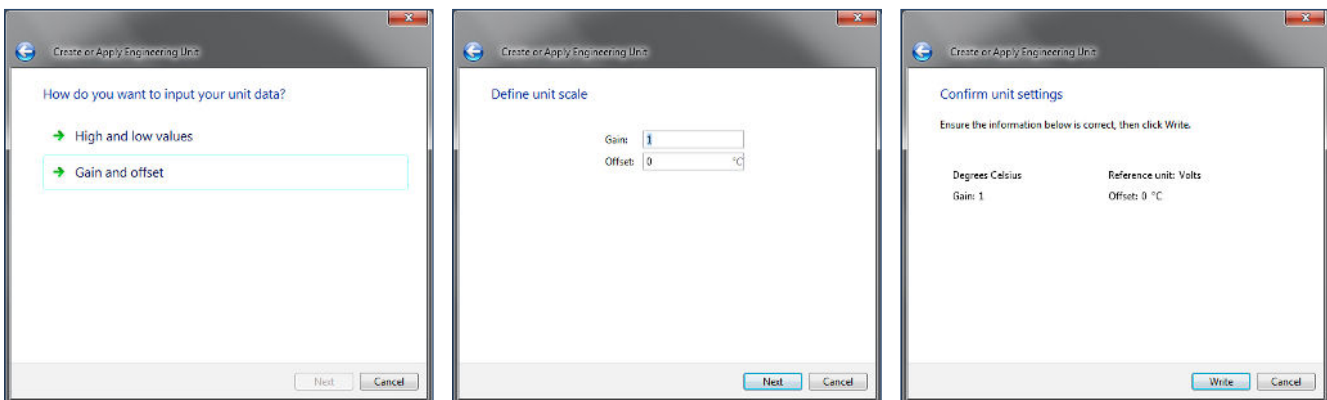 Create or Apply Engineering Unit
How do you want to input your unit data?
High and low values
Gain and offset
Next
Cancel
Create or Apply Engineering Unit
Define unit scale
Gain: 1
Offset: 0 °C
Next
Cancel
Create or Apply Engineering Unit
Confirm unit settings
Ensure the information below is correct, then click Write.
Degrees Celsius
Reference unit: Volts
Gain: 1
Offset: 0 °C
Write
Cancel